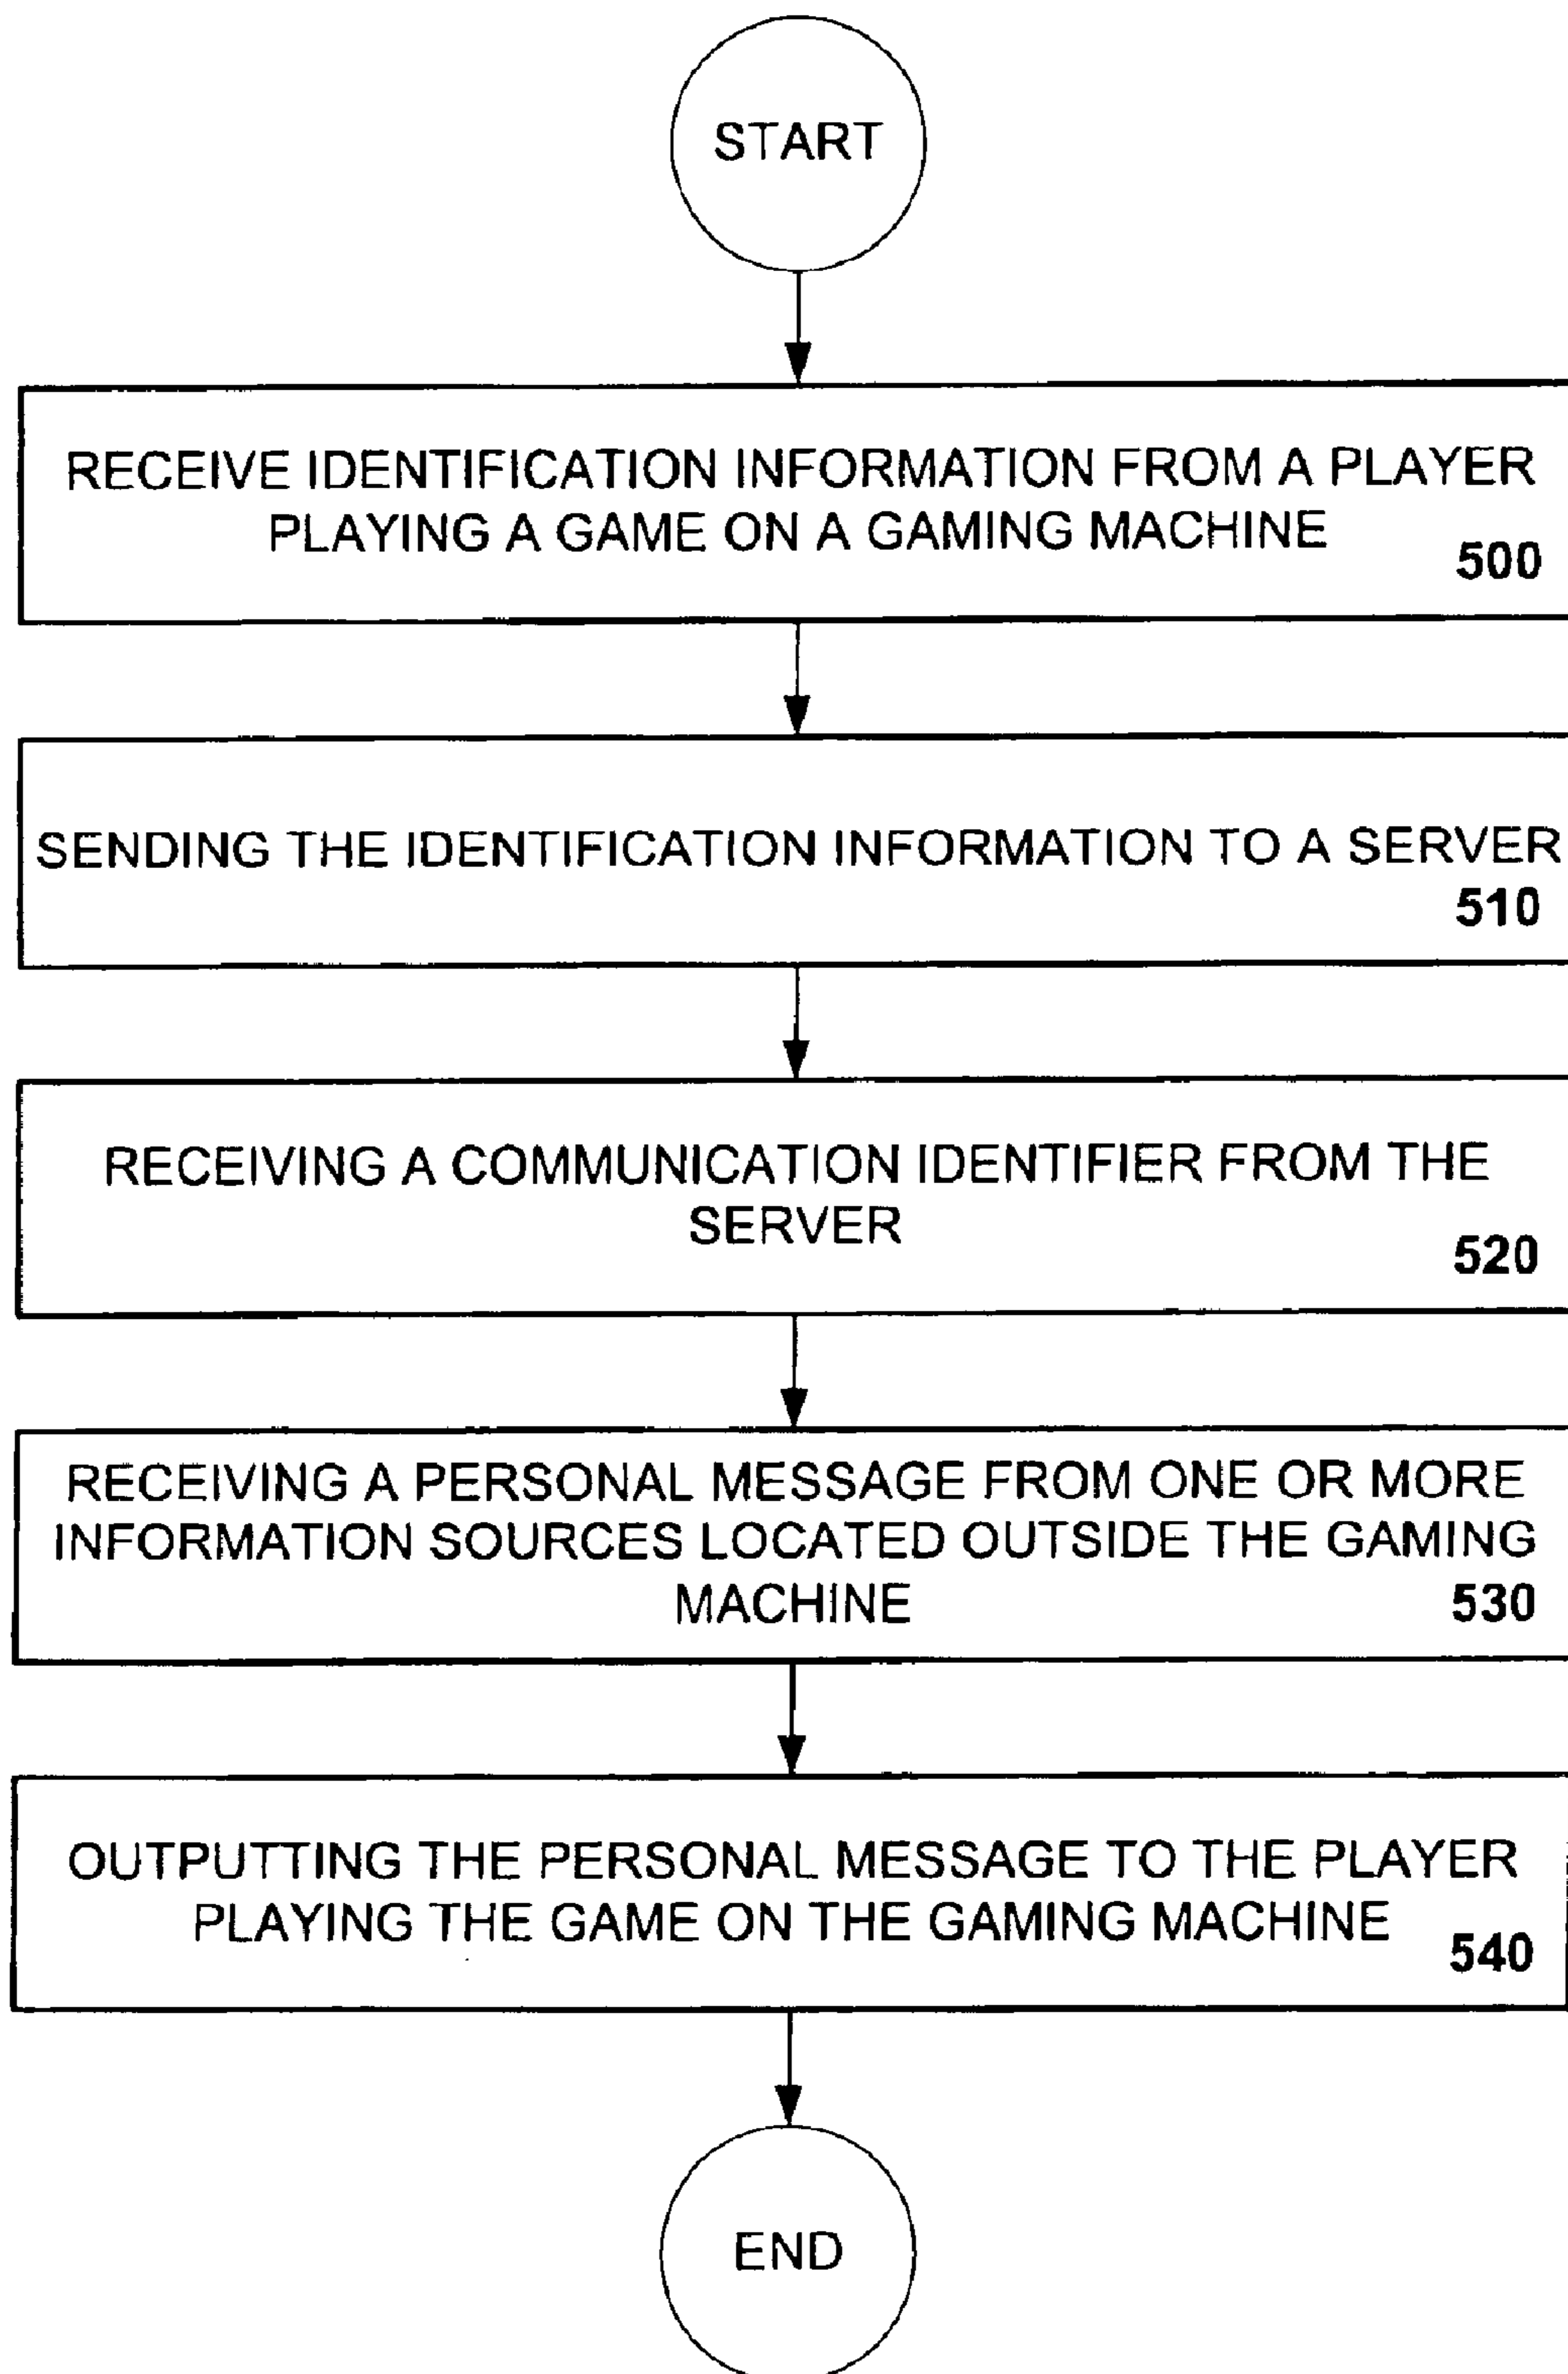 START
RECEIVE IDENTIFICATION INFORMATION FROM A PLAYER
PLAYING A GAME ON A GAMING MACHINE
500
SENDING THE IDENTIFICATION INFORMATION TO A SERVER
510
RECEIVING A COMMUNICATION IDENTIFIER FROM THE
SERVER
520
RECEIVING A PERSONAL MESSAGE FROM ONE OR MORE
INFORMATION SOURCES LOCATED OUTSIDE THE GAMING
MACHINE
530
OUTPUTTING THE PERSONAL MESSAGE TO THE PLAYER
PLAYING THE GAME ON THE GAMING MACHINE
540
END